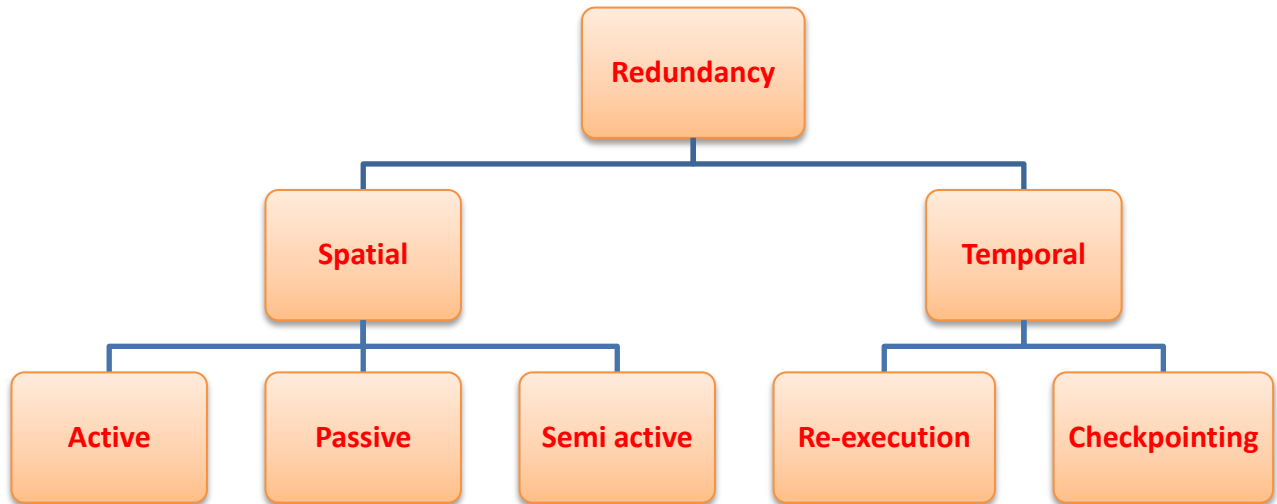 Redundancy
Spatial
Temporal
Active
Passive
Semi active
Re-execution
Checkpointing